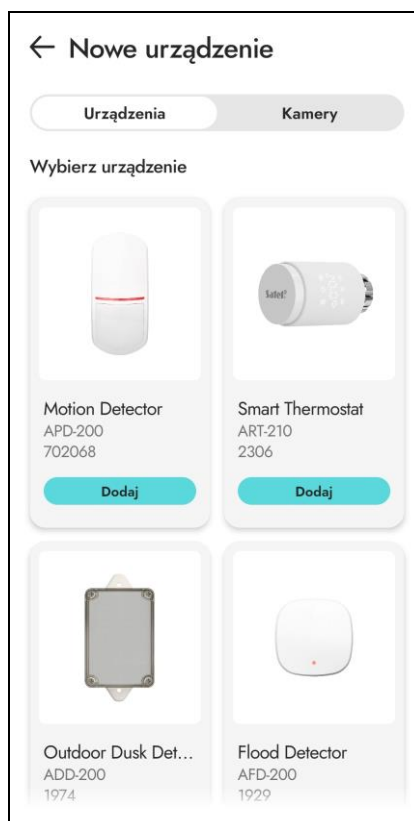 ← Nowe urządzenie
Urządzenia Kamery
Wybierz urządzenie
Satel
Motion Detector Smart Thermostat
APD-200 ART-210
702068 2306
Dodaj Dodaj
Outdoor Dusk Det... Flood Detector
ADD-200 AFD-200
1974 1929